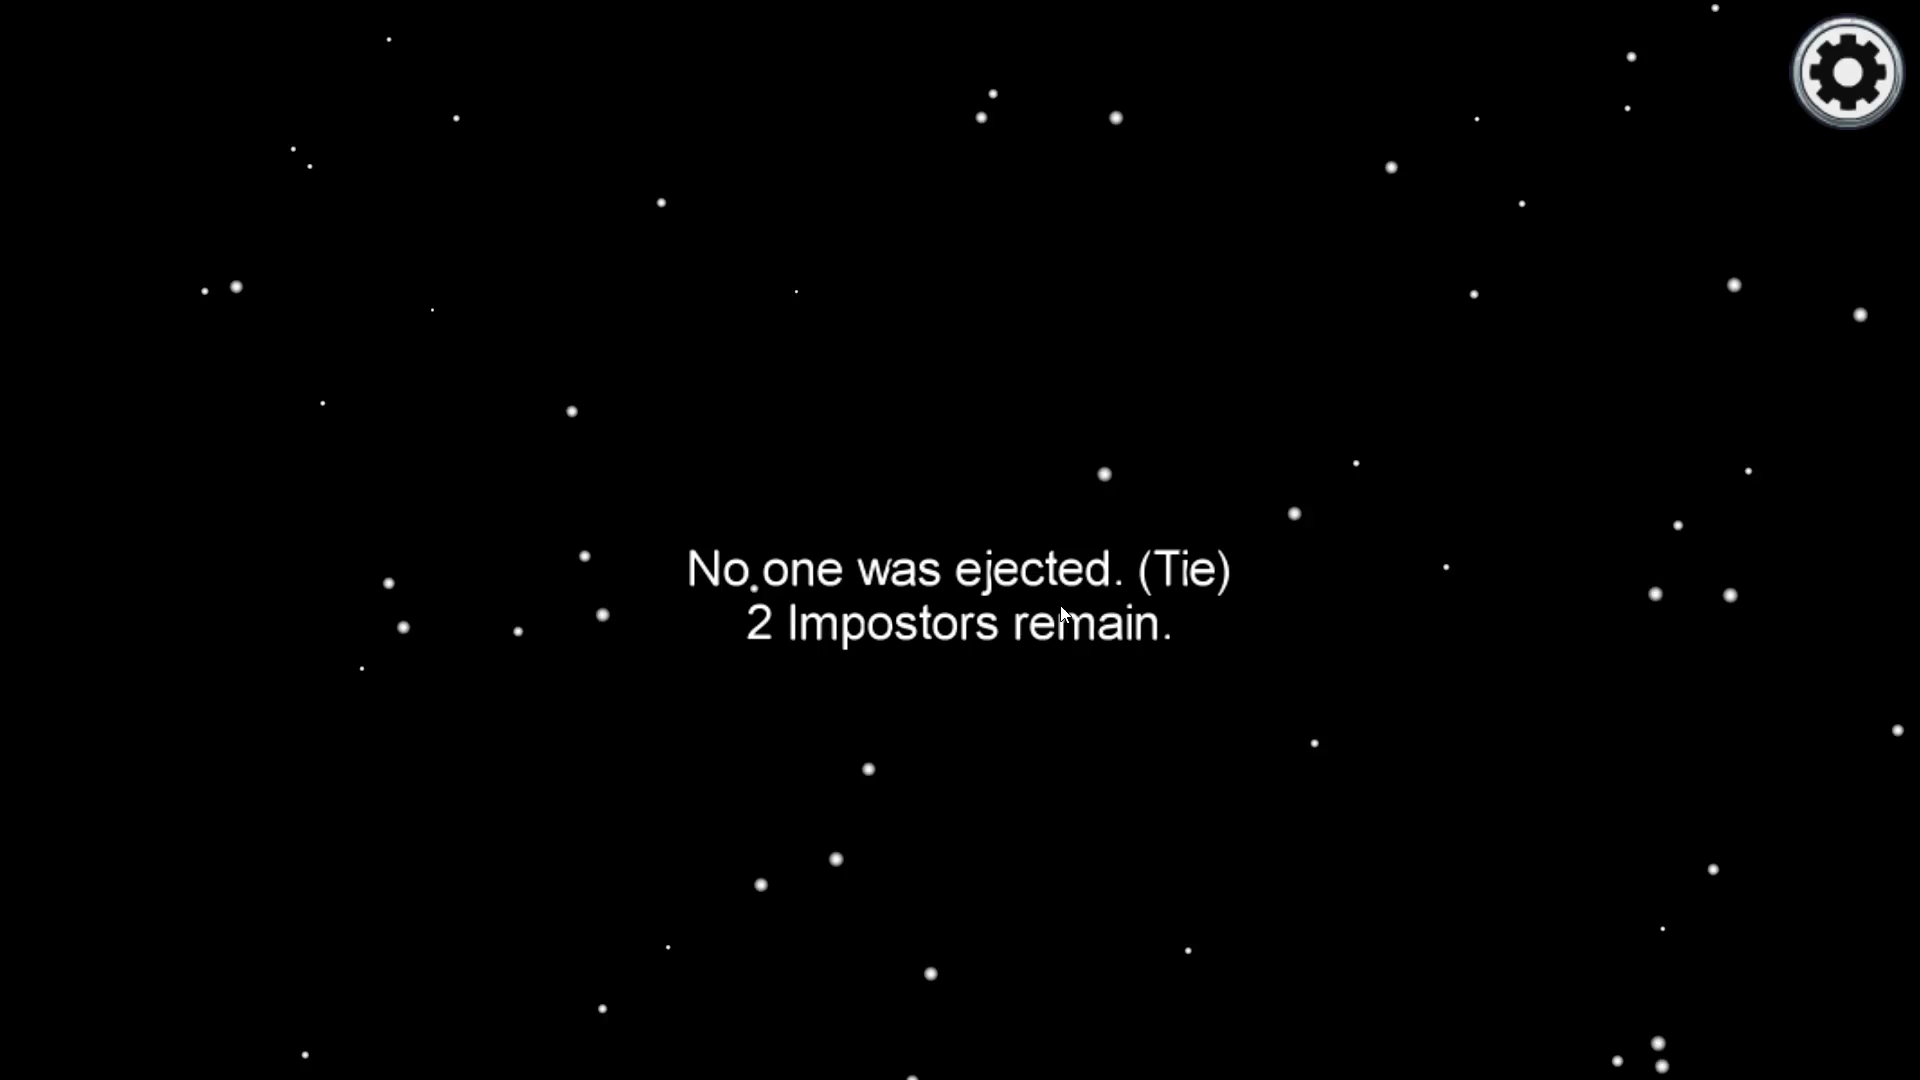 No one was ejected. (Tie)
2 Impostors remain.